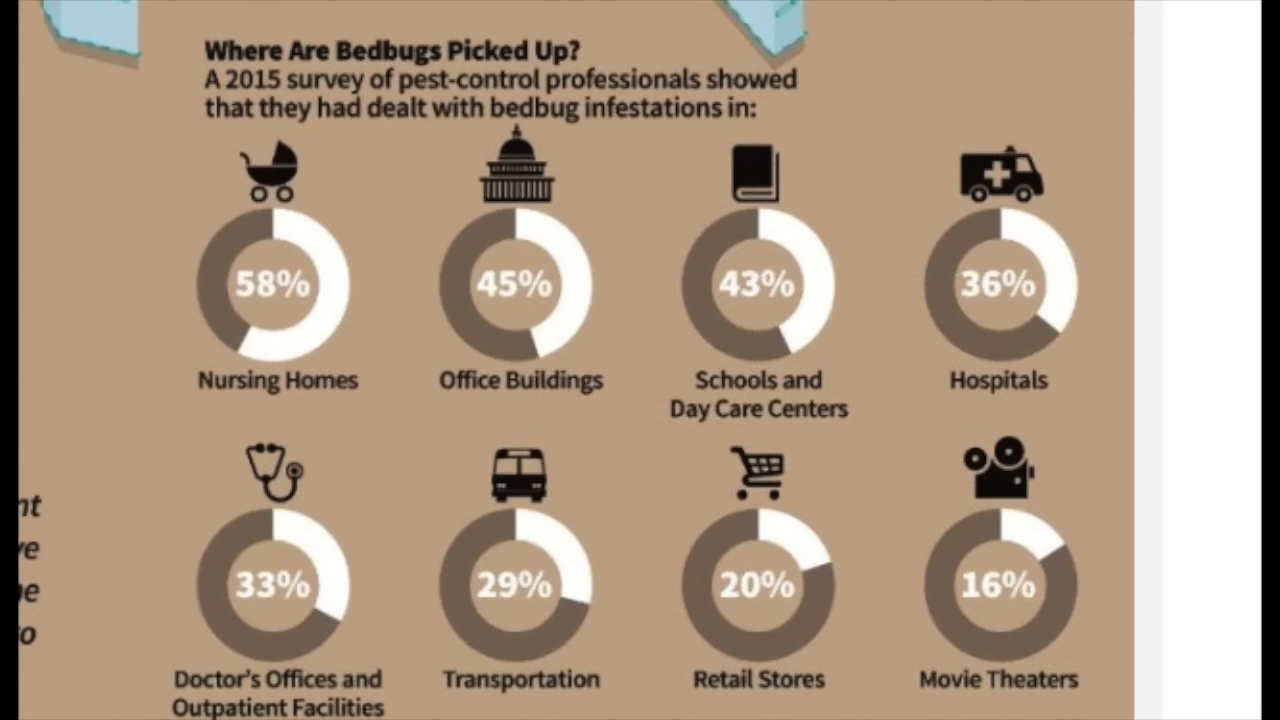 Where Are Bedbugs Picked Up?
A 2015 survey of pest-control professionals showed
that they had dealt with bedbug infestations in:
58%
Nursing Homes
45%
Office Buildings
43%
Schools and
Day Care Centers
36%
Hospitals
33%
Doctor's Offices and
Outpatient Facilities
29%
Transportation
20%
Retail Stores
16%
Movie Theaters